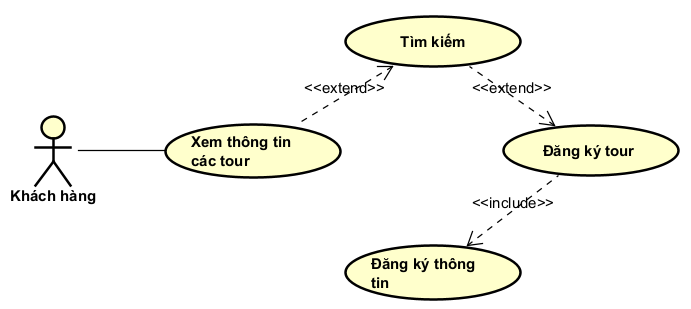 Tìm kiếm
<<extend>>
<<extend>>
Xem thông tin
các tour
Đăng ký tour
Khách hàng
<<include>>
Đăng ký thông
tin